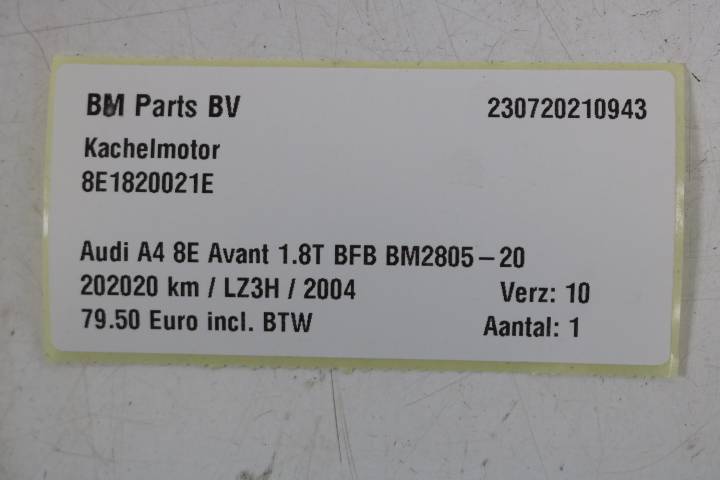 BM Parts BV 230720210943
Kachelmotor
8E1820021E
Audi A4 8E Avant 1.8T BFB BM2805-20
202020 km / LZ3H / 2004 Verz: 10
79.50 Euro incl. BTW Aantal: 1